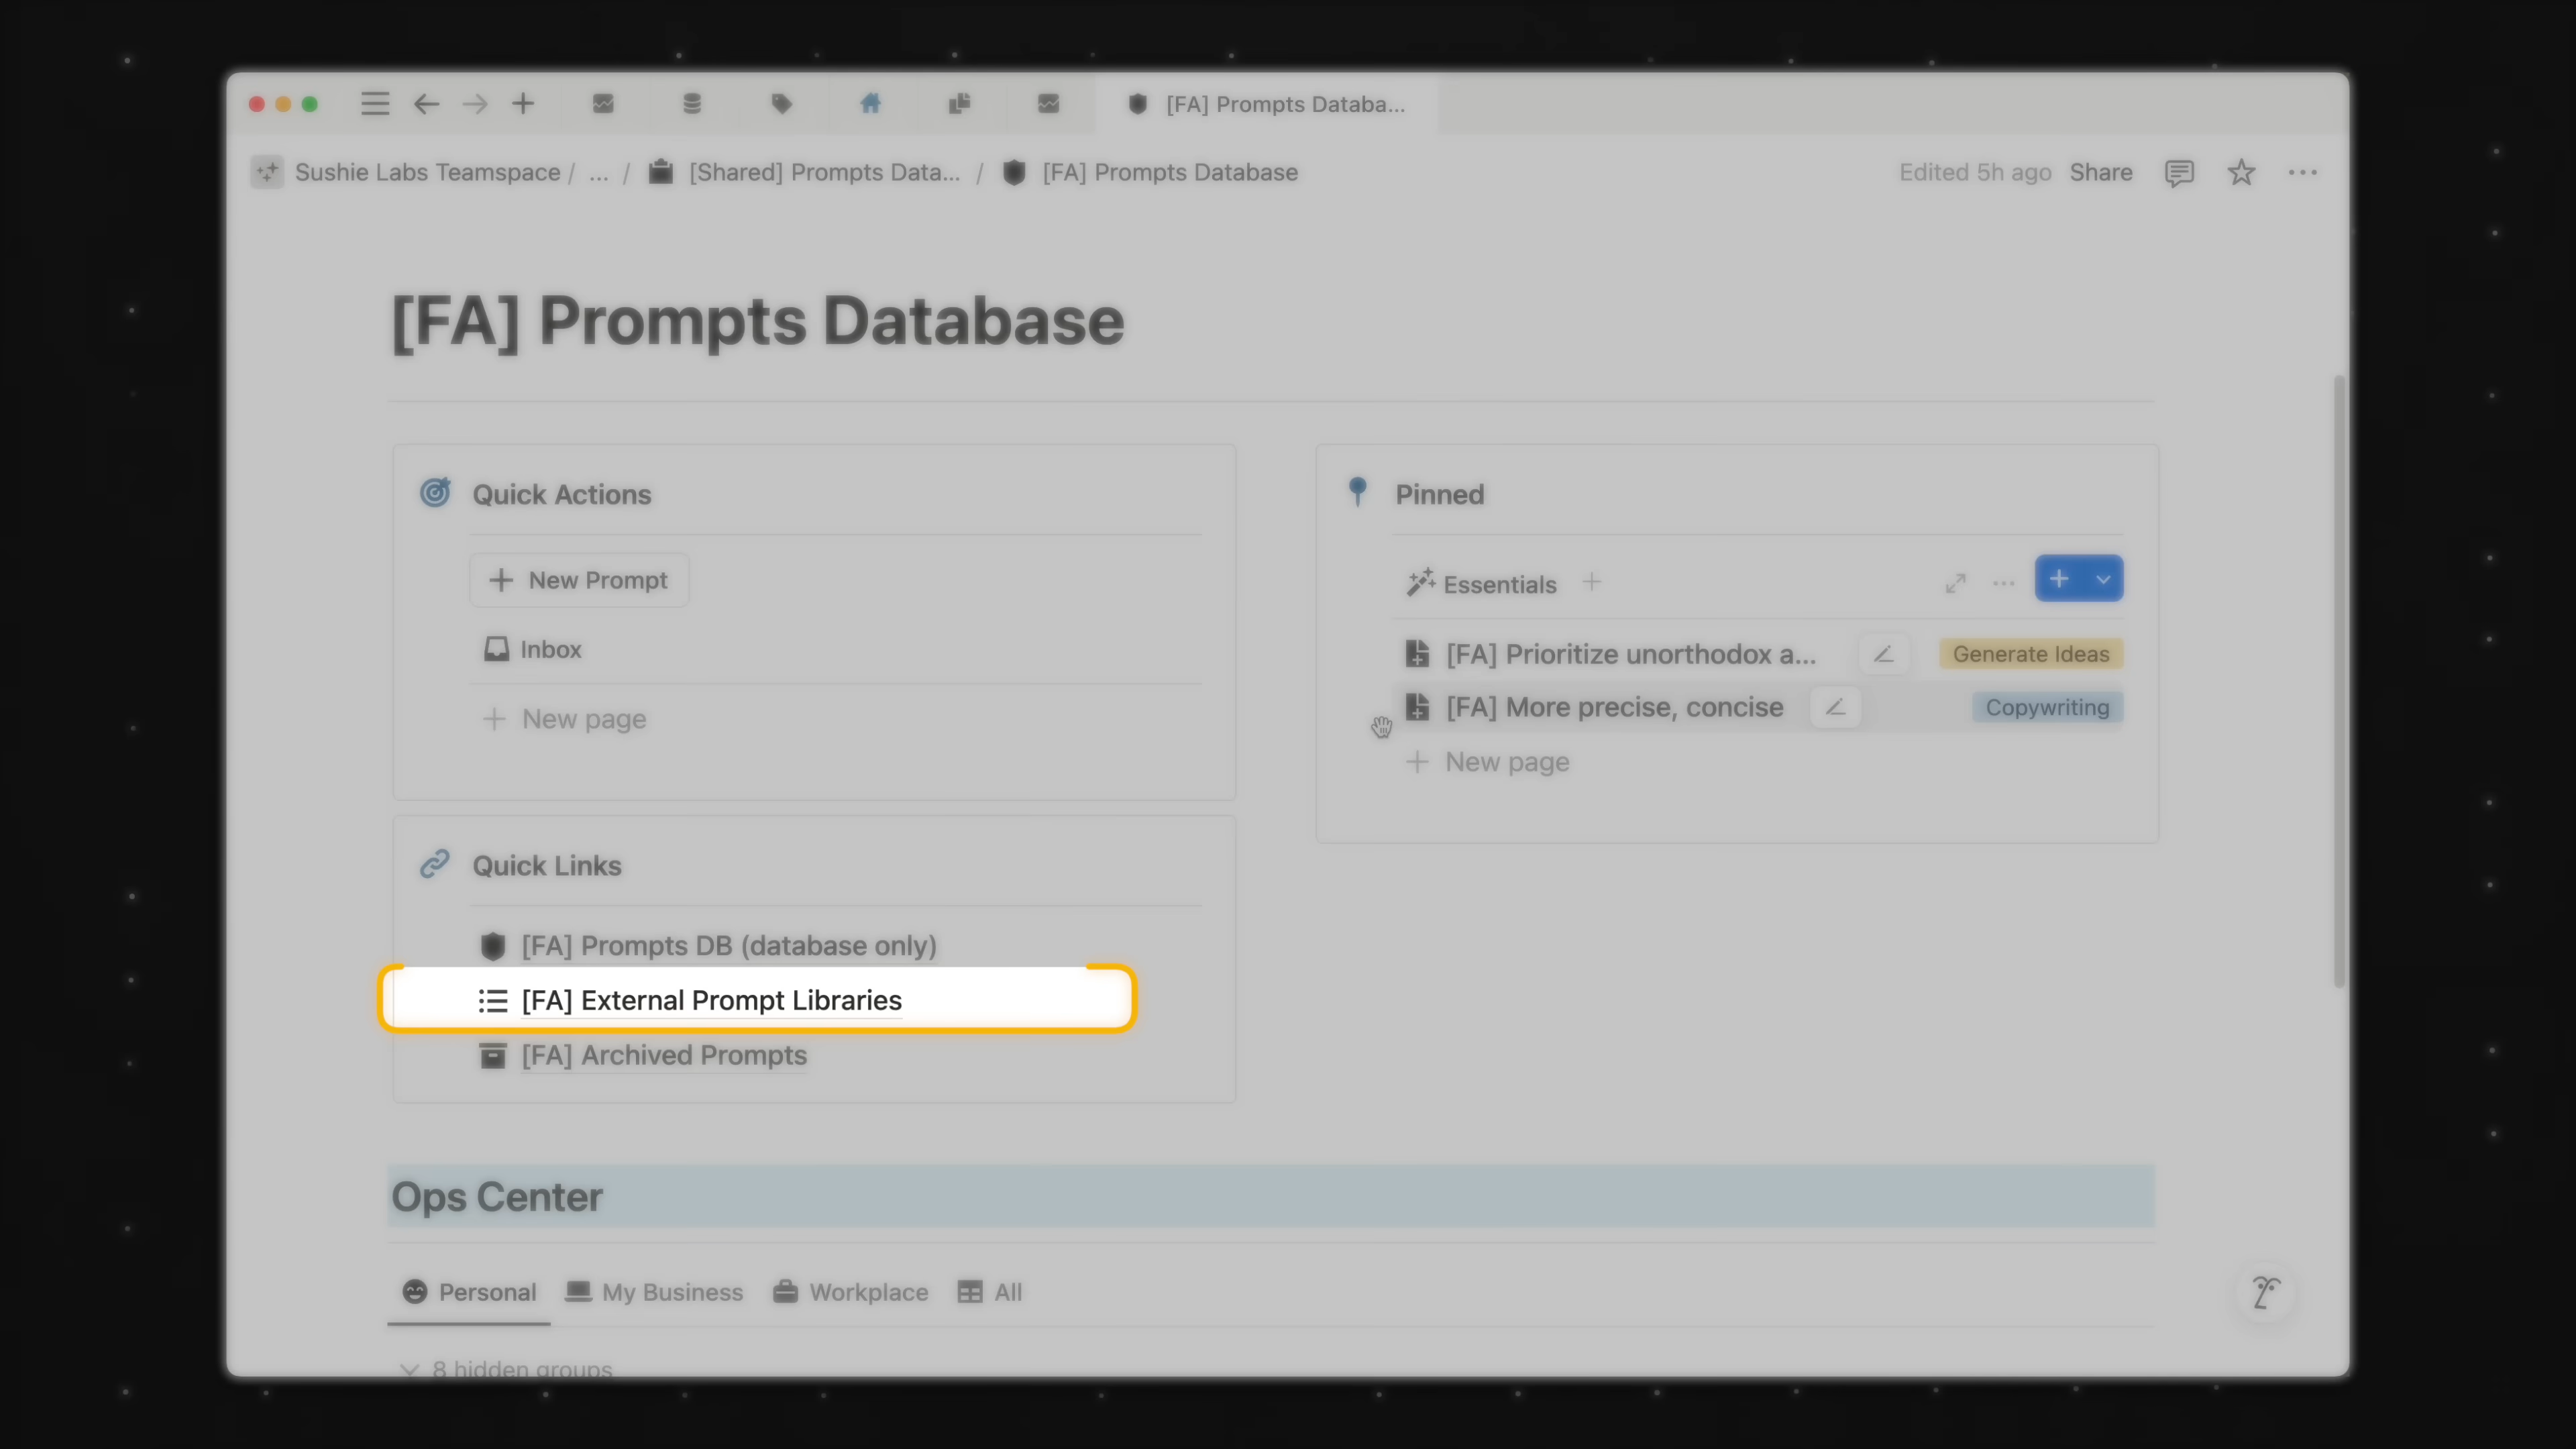 [FA] Prompts Databa...
Sushie Labs Teamspace / ... / [Shared] Prompts Data... / [FA] Prompts Database
Edited 5h ago Share
[FA] Prompts Database
Quick Actions
New Prompt
Inbox
New page
Pinned
Essentials
[FA] Prioritize unorthodox a... Generate Ideas
[FA] More precise, concise Copywriting
New page
Quick Links
[FA] Prompts DB (database only)
[FA] External Prompt Libraries
[FA] Archived Prompts
Ops Center
Personal My Business Workplace All
8 hidden groups